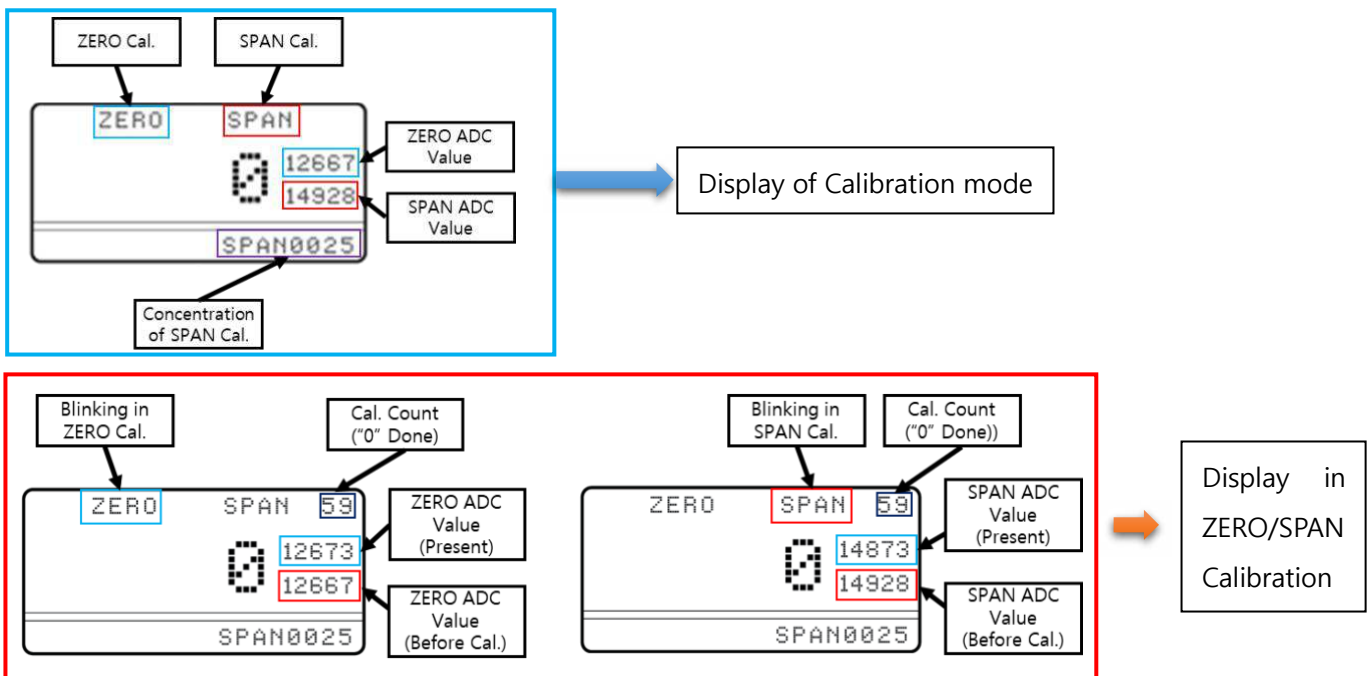 ZERO Cal.
SPAN Cal.
ZERO SPAN
ZERO ADC
Value
0
12667
14928
SPAN ADC
Value
SPAN0025
Concentration
of SPAN Cal.
Display of Calibration mode
Blinking in
ZERO Cal.
Cal. Count
("0" Done)
ZERO SPAN 59
ZERO ADC
Value
(Present)
0
12673
12667
ZERO ADC
Value
(Before Cal.)
SPAN0025
Blinking in
SPAN Cal.
Cal. Count
("0" Done))
ZERO SPAN 59
SPAN ADC
Value
(Present)
0
14873
14928
SPAN ADC
Value
(Before Cal.)
SPAN0025
Display in
ZERO/SPAN
Calibration